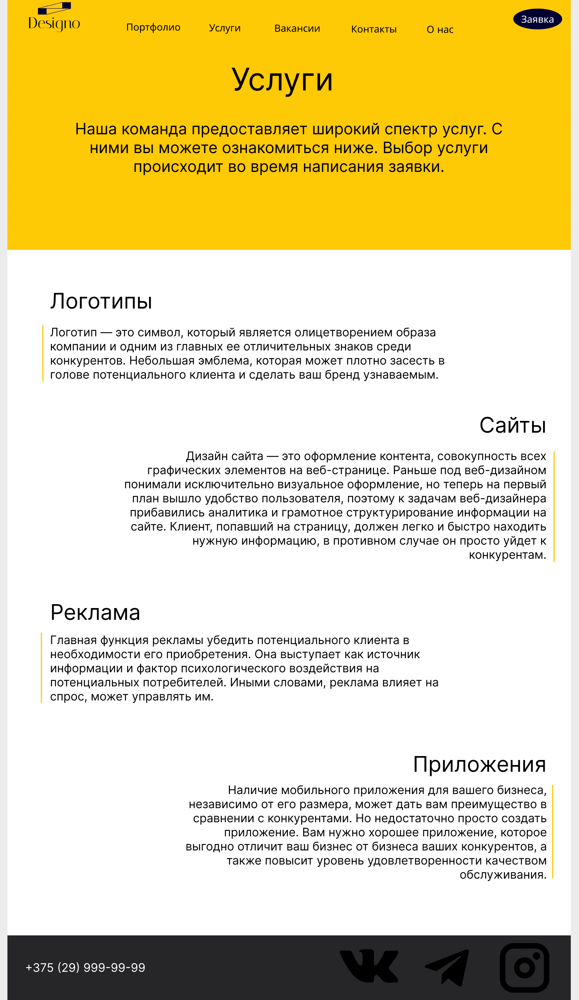 Designo
Портфолио
Услуги
Вакансии
Контакты
О нас
Заявка
Услуги
Наша команда предоставляет широкий спектр услуг. С
ними вы можете ознакомиться ниже. Выбор услуги
происходит во время написания заявки.
Логотипы
Логотип — это символ, который является олицетворением образа
компании и одним из главных ее отличительных знаков среди
конкурентов. Небольшая эмблема, которая может плотно засесть в
голове потенциального клиента и сделать ваш бренд узнаваемым.
Сайты
Дизайн сайта — это оформление контента, совокупность всех
графических элементов на веб-странице. Раньше под веб-дизайном
понимали исключительно визуальное оформление, но теперь на первый
план вышло удобство пользователя, поэтому к задачам веб-дизайнера
прибавились аналитика и грамотное структурирование информации на
сайте. Клиент, попавший на страницу, должен легко и быстро находить
нужную информацию, в противном случае он просто уйдет к
конкурентам.
Реклама
Главная функция рекламы убедить потенциального клиента в
необходимости его приобретения. Она выступает как источник
информации и фактор психологического воздействия на
потенциальных потребителей. Иными словами, реклама влияет на
спрос, может управлять им.
Приложения
Наличие мобильного приложения для вашего бизнеса,
независимо от его размера, может дать вам преимущество в
сравнении с конкурентами. Но недостаточно просто создать
приложение. Вам нужно хорошее приложение, которое
выгодно отличит ваш бизнес от бизнеса ваших конкурентов, а
также повысит уровень удовлетворенности качеством
обслуживания.
+375 (29) 999-99-99